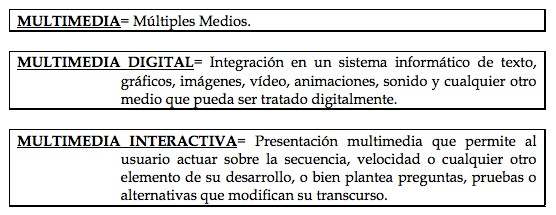 MULTIMEDIA= Múltiples Medios.
MULTIMEDIA DIGITAL= Integración en un sistema informático de texto,
gráficos, imágenes, vídeo, animaciones, sonido y cualquier otro
medio que pueda ser tratado digitalmente.
MULTIMEDIA INTERACTIVA= Presentación multimedia que permite al
usuario actuar sobre la secuencia, velocidad o cualquier otro
elemento de su desarrollo, o bien plantea preguntas, pruebas o
alternativas que modifican su transcurso.